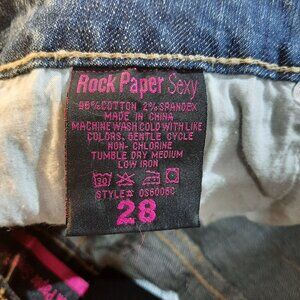 Rock Paper Sexy
98% COTTON 2% SPANDEX
MADE IN CHINA
MACHINE WASH COLD WITH LIKE
COLORS. GENTLE CYCLE
NON- CHLORINE
TUMBLE DRY MEDIUM
LOW IRON
STYLE#
28